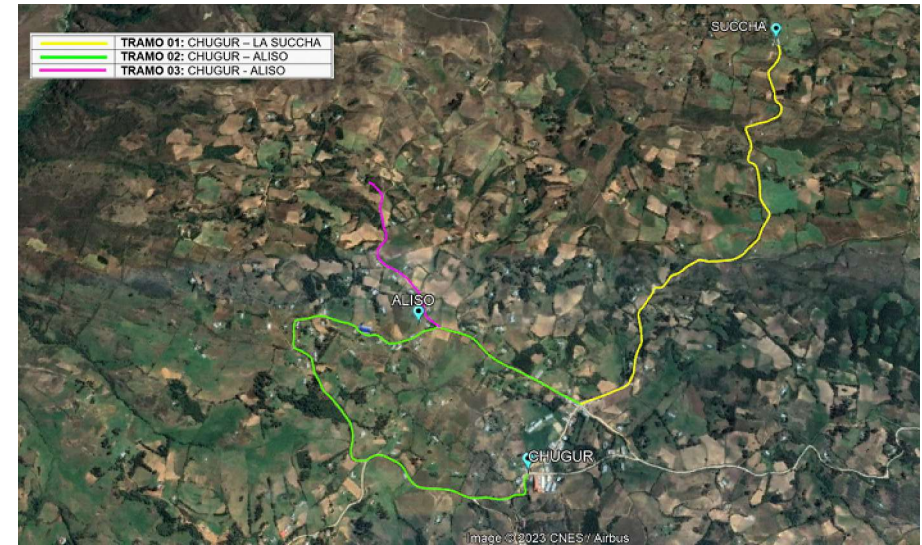 SUCCHA
TRAMO 01: CHUGUR – LA SUCCHA
TRAMO 02: CHUGUR – ALISO
TRAMO 03: CHUGUR - ALISO
ALISO
CHUGUR
Image © 2023 CNES / Airbus